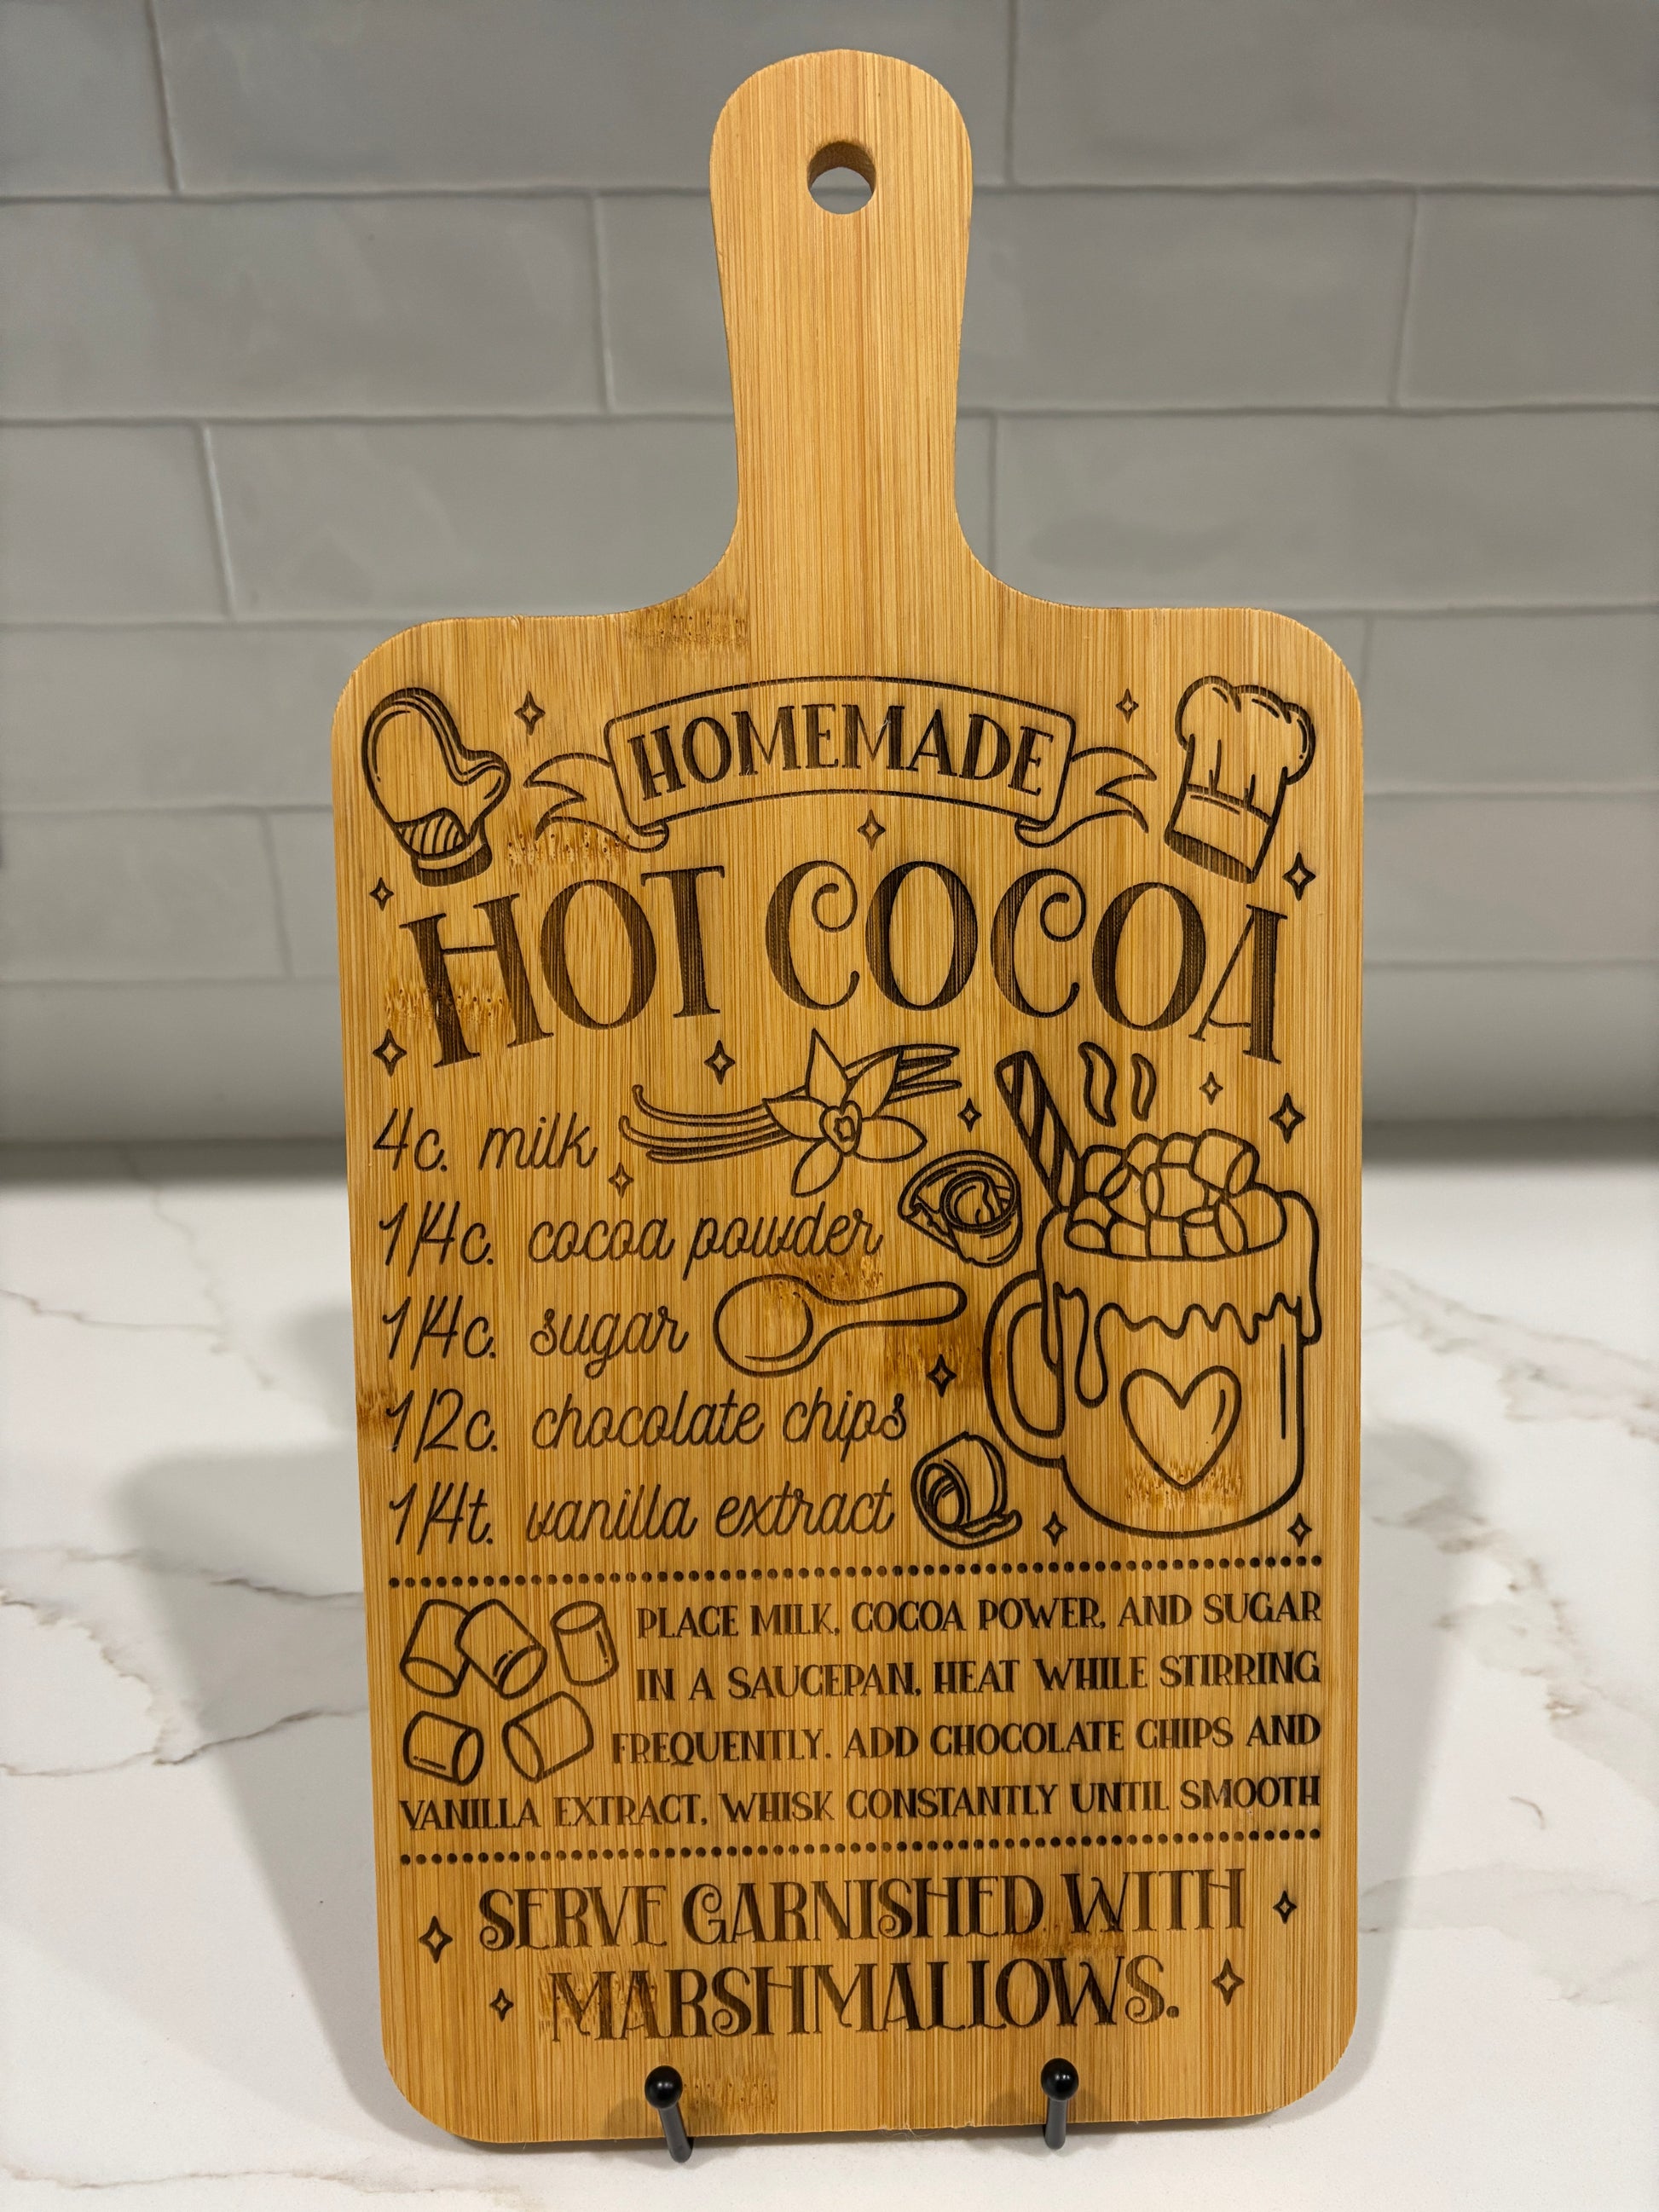 HOMEMADE
HOT COCOA
4c. milk
1/4c. cocoa powder
1/4c. sugar
1/2c. chocolate chips
1/4t. vanilla extract
PLACE MILK, COCOA POWER, AND SUGAR
IN A SAUCEPAN, HEAT WHILE STIRRING
FREQUENTLY. ADD CHOCOLATE CHIPS AND
VANILLA EXTRACT, WHISK CONSTANTLY UNTIL SMOOTH
SERVE GARNISHED WITH
MARSHMALLOWS.